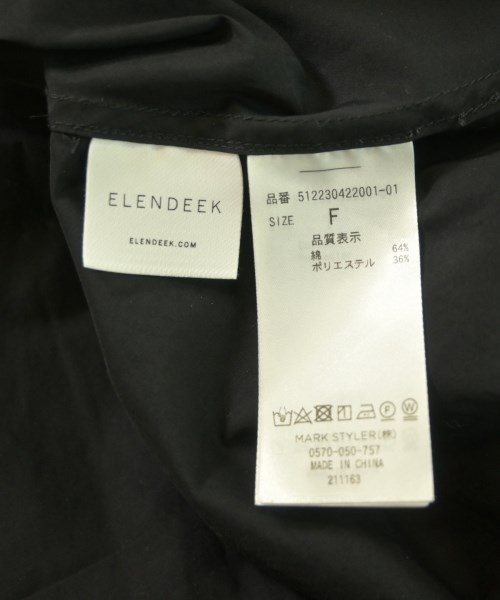 ELENDEEK
ELENDEEK.COM
品番 512230422001-01
SIZE F
品質表示
綿 64%
ポリエステル 36%
MARK STYLER(株)
0570-050-757
MADE IN CHINA
211163